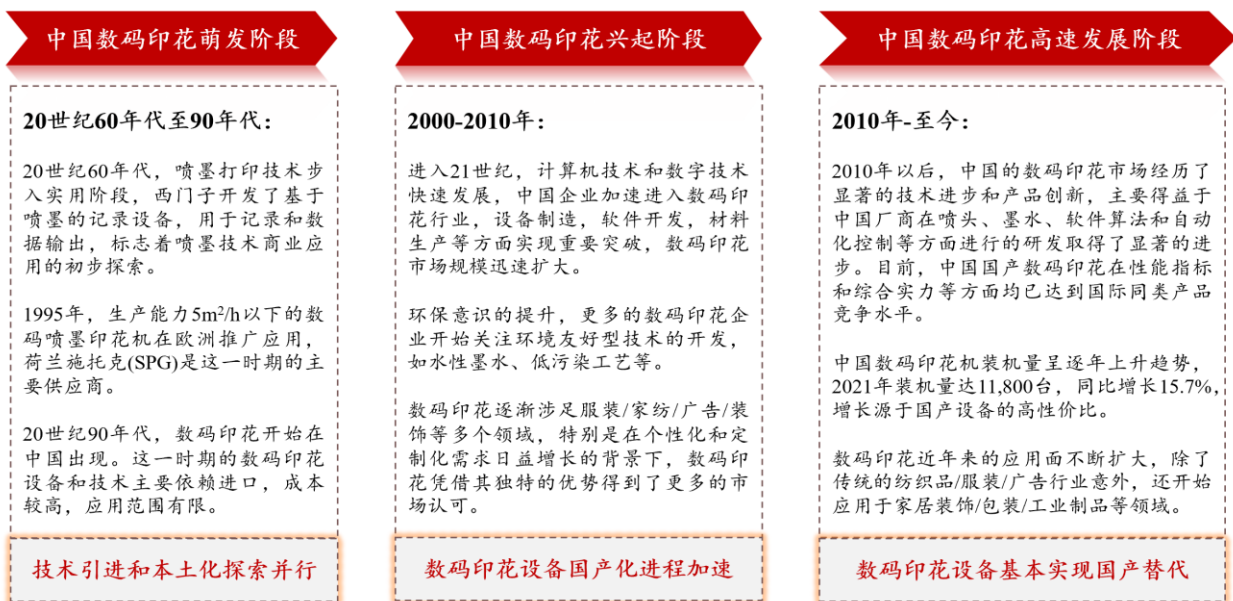 中国数码印花萌发阶段
20世纪60年代至90年代：
20世纪60年代，喷墨打印技术步
入实用阶段，西门子开发了基于
喷墨的记录设备，用于记录和数
据输出，标志着喷墨技术商业应
用的初步探索。
1995年，生产能力5m²/h以下的数
码喷墨印花机在欧洲推广应用，
荷兰施托克(SPG)是这一时期的主
要供应商。
20世纪90年代，数码印花开始在
中国出现。这一时期的数码印花
设备和技术主要依赖进口，成本
较高，应用范围有限。
技术引进和本土化探索并行
中国数码印花兴起阶段
2000-2010年：
进入21世纪，计算机技术和数字技术
快速发展，中国企业加速进入数码印
花行业，设备制造，软件开发，材料
生产等方面实现重要突破，数码印花
市场规模迅速扩大。
环保意识的提升，更多的数码印花企
业开始关注环境友好型技术的开发，
如水性墨水、低污染工艺等。
数码印花逐渐涉足服装/家纺/广告/装
饰等多个领域，特别是在个性化和定
制化需求日益增长的背景下，数码印
花凭借其独特的优势得到了更多的市
场认可。
数码印花设备国产化进程加速
中国数码印花高速发展阶段
2010年-至今：
2010年以后，中国的数码印花市场经历了
显著的技术进步和产品创新，主要得益于
中国厂商在喷头、墨水、软件算法和自动
化控制等方面进行的研发取得了显著的进
步。目前，中国国产数码印花在性能指标
和综合实力等方面均已达到国际同类产品
竞争水平。
中国数码印花机装机量呈逐年上升趋势，
2021年装机量达11,800台，同比增长15.7%，
增长源于国产设备的高性价比。
数码印花近年来的应用面不断扩大，除了
传统的纺织品/服装/广告行业意外，还开始
应用于家居装饰/包装/工业制品等领域。
数码印花设备基本实现国产替代